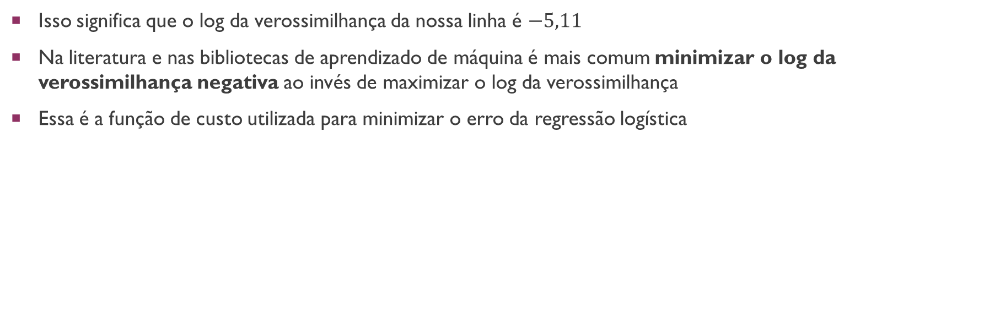 ▪ Isso significa que o log da verossimilhança da nossa linha é −5,11
▪ Na literatura e nas bibliotecas de aprendizado de máquina é mais comum minimizar o log da
verossimilhança negativa ao invés de maximizar o log da verossimilhança
▪ Essa é a função de custo utilizada para minimizar o erro da regressão logística